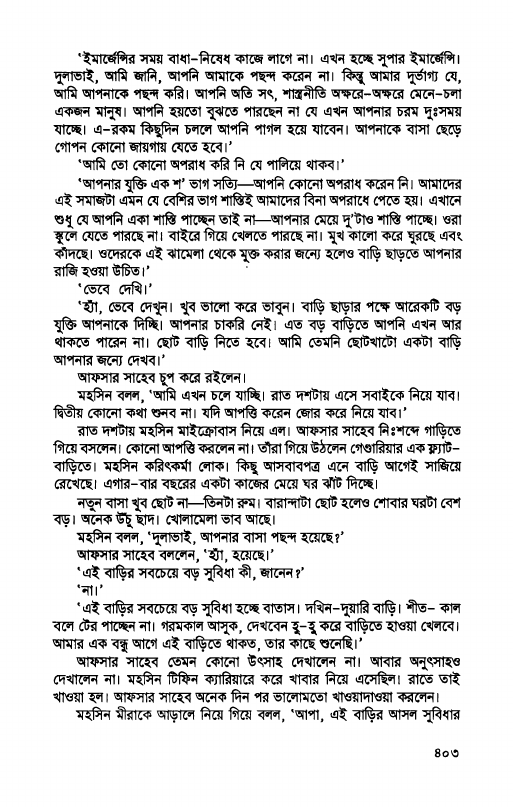 ‘ইমার্জেন্সির সময় বাধা–নিষেধ কাজে লাগে না। এখন হচ্ছে সুপার ইমার্জেন্সি।
দুলাভাই, আমি জানি, আপনি আমাকে পছন্দ করেন না। কিন্তু আমার দুর্ভাগ্য যে,
আমি আপনাকে পছন্দ করি। আপনি অতি সৎ, শাস্ত্রনীতি অক্ষরে–অক্ষরে মেনে–চলা
একজন মানুষ। আপনি হয়তো বুঝতে পারছেন না যে এখন আপনার চরম দুঃসময়
যাচ্ছে। এ–রকম কিছুদিন চললে আপনি পাগল হয়ে যাবেন। আপনাকে বাসা ছেড়ে
গোপন কোনো জায়গায় যেতে হবে।’
‘আমি তো কোনো অপরাধ করি নি যে পালিয়ে থাকব।’
‘আপনার যুক্তি এক শ’ ভাগ সত্যি—আপনি কোনো অপরাধ করেন নি। আমাদের
এই সমাজটা এমন যে বেশির ভাগ শাস্তিই আমাদের বিনা অপরাধে পেতে হয়। এখানে
শুধু যে আপনি একা শাস্তি পাচ্ছেন তাই না—আপনার মেয়ে দু’টাও শাস্তি পাচ্ছে। ওরা
স্কুলে যেতে পারছে না। বাইরে গিয়ে খেলতে পারছে না। মুখ কালো করে ঘুরছে এবং
কাঁদছে। ওদেরকে এই ঝামেলা থেকে মুক্ত করার জন্যে হলেও বাড়ি ছাড়তে আপনার
রাজি হওয়া উচিত।’
‘ভেবে দেখি।’
‘হ্যাঁ, ভেবে দেখুন। খুব ভালো করে ভাবুন। বাড়ি ছাড়ার পক্ষে আরেকটি বড়
যুক্তি আপনাকে দিচ্ছি। আপনার চাকরি নেই। এত বড় বাড়িতে আপনি এখন আর
থাকতে পারেন না। ছোট বাড়ি নিতে হবে। আমি তেমনি ছোটখাটো একটা বাড়ি
আপনার জন্যে দেখব।’
আফসার সাহেব চুপ করে রইলেন।
মহসিন বলল, ‘আমি এখন চলে যাচ্ছি। রাত দশটায় এসে সবাইকে নিয়ে যাব।
দ্বিতীয় কোনো কথা শুনব না। যদি আপত্তি করেন জোর করে নিয়ে যাব।’
রাত দশটায় মহসিন মাইক্রোবাস নিয়ে এল। আফসার সাহেব নিঃশব্দে গাড়িতে
গিয়ে বসলেন। কোনো আপত্তি করলেন না। তাঁরা গিয়ে উঠলেন গেণ্ডারিয়ার এক ফ্ল্যাট–
বাড়িতে। মহসিন করিৎকর্মা লোক। কিছু আসবাবপত্র এনে বাড়ি আগেই সাজিয়ে
রেখেছে। এগার–বার বছরের একটা কাজের মেয়ে ঘর ঝাঁট দিচ্ছে।
নতুন বাসা খুব ছোট না—তিনটা রুম। বারান্দাটা ছোট হলেও শোবার ঘরটা বেশ
বড়। অনেক উঁচু ছাদ। খোলামেলা ভাব আছে।
মহসিন বলল, ‘দুলাভাই, আপনার বাসা পছন্দ হয়েছে?’
আফসার সাহেব বললেন, ‘হ্যাঁ, হয়েছে।’
‘এই বাড়ির সবচেয়ে বড় সুবিধা কী, জানেন?’
‘না।’
‘এই বাড়ির সবচেয়ে বড় সুবিধা হচ্ছে বাতাস। দখিন–দুয়ারি বাড়ি। শীত– কাল
বলে টের পাচ্ছেন না। গরমকাল আসুক, দেখবেন হু–হু করে বাড়িতে হাওয়া খেলবে।
আমার এক বন্ধু আগে এই বাড়িতে থাকত, তার কাছে শুনেছি।’
আফসার সাহেব তেমন কোনো উৎসাহ দেখালেন না। আবার অনুৎসাহও
দেখালেন না। মহসিন টিফিন ক্যারিয়ারে করে খাবার নিয়ে এসেছিল। রাতে তাই
খাওয়া হল। আফসার সাহেব অনেক দিন পর ভালোমতো খাওয়াদাওয়া করলেন।
মহসিন মীরাকে আড়ালে নিয়ে গিয়ে বলল, ‘আপা, এই বাড়ির আসল সুবিধার
৪০৩